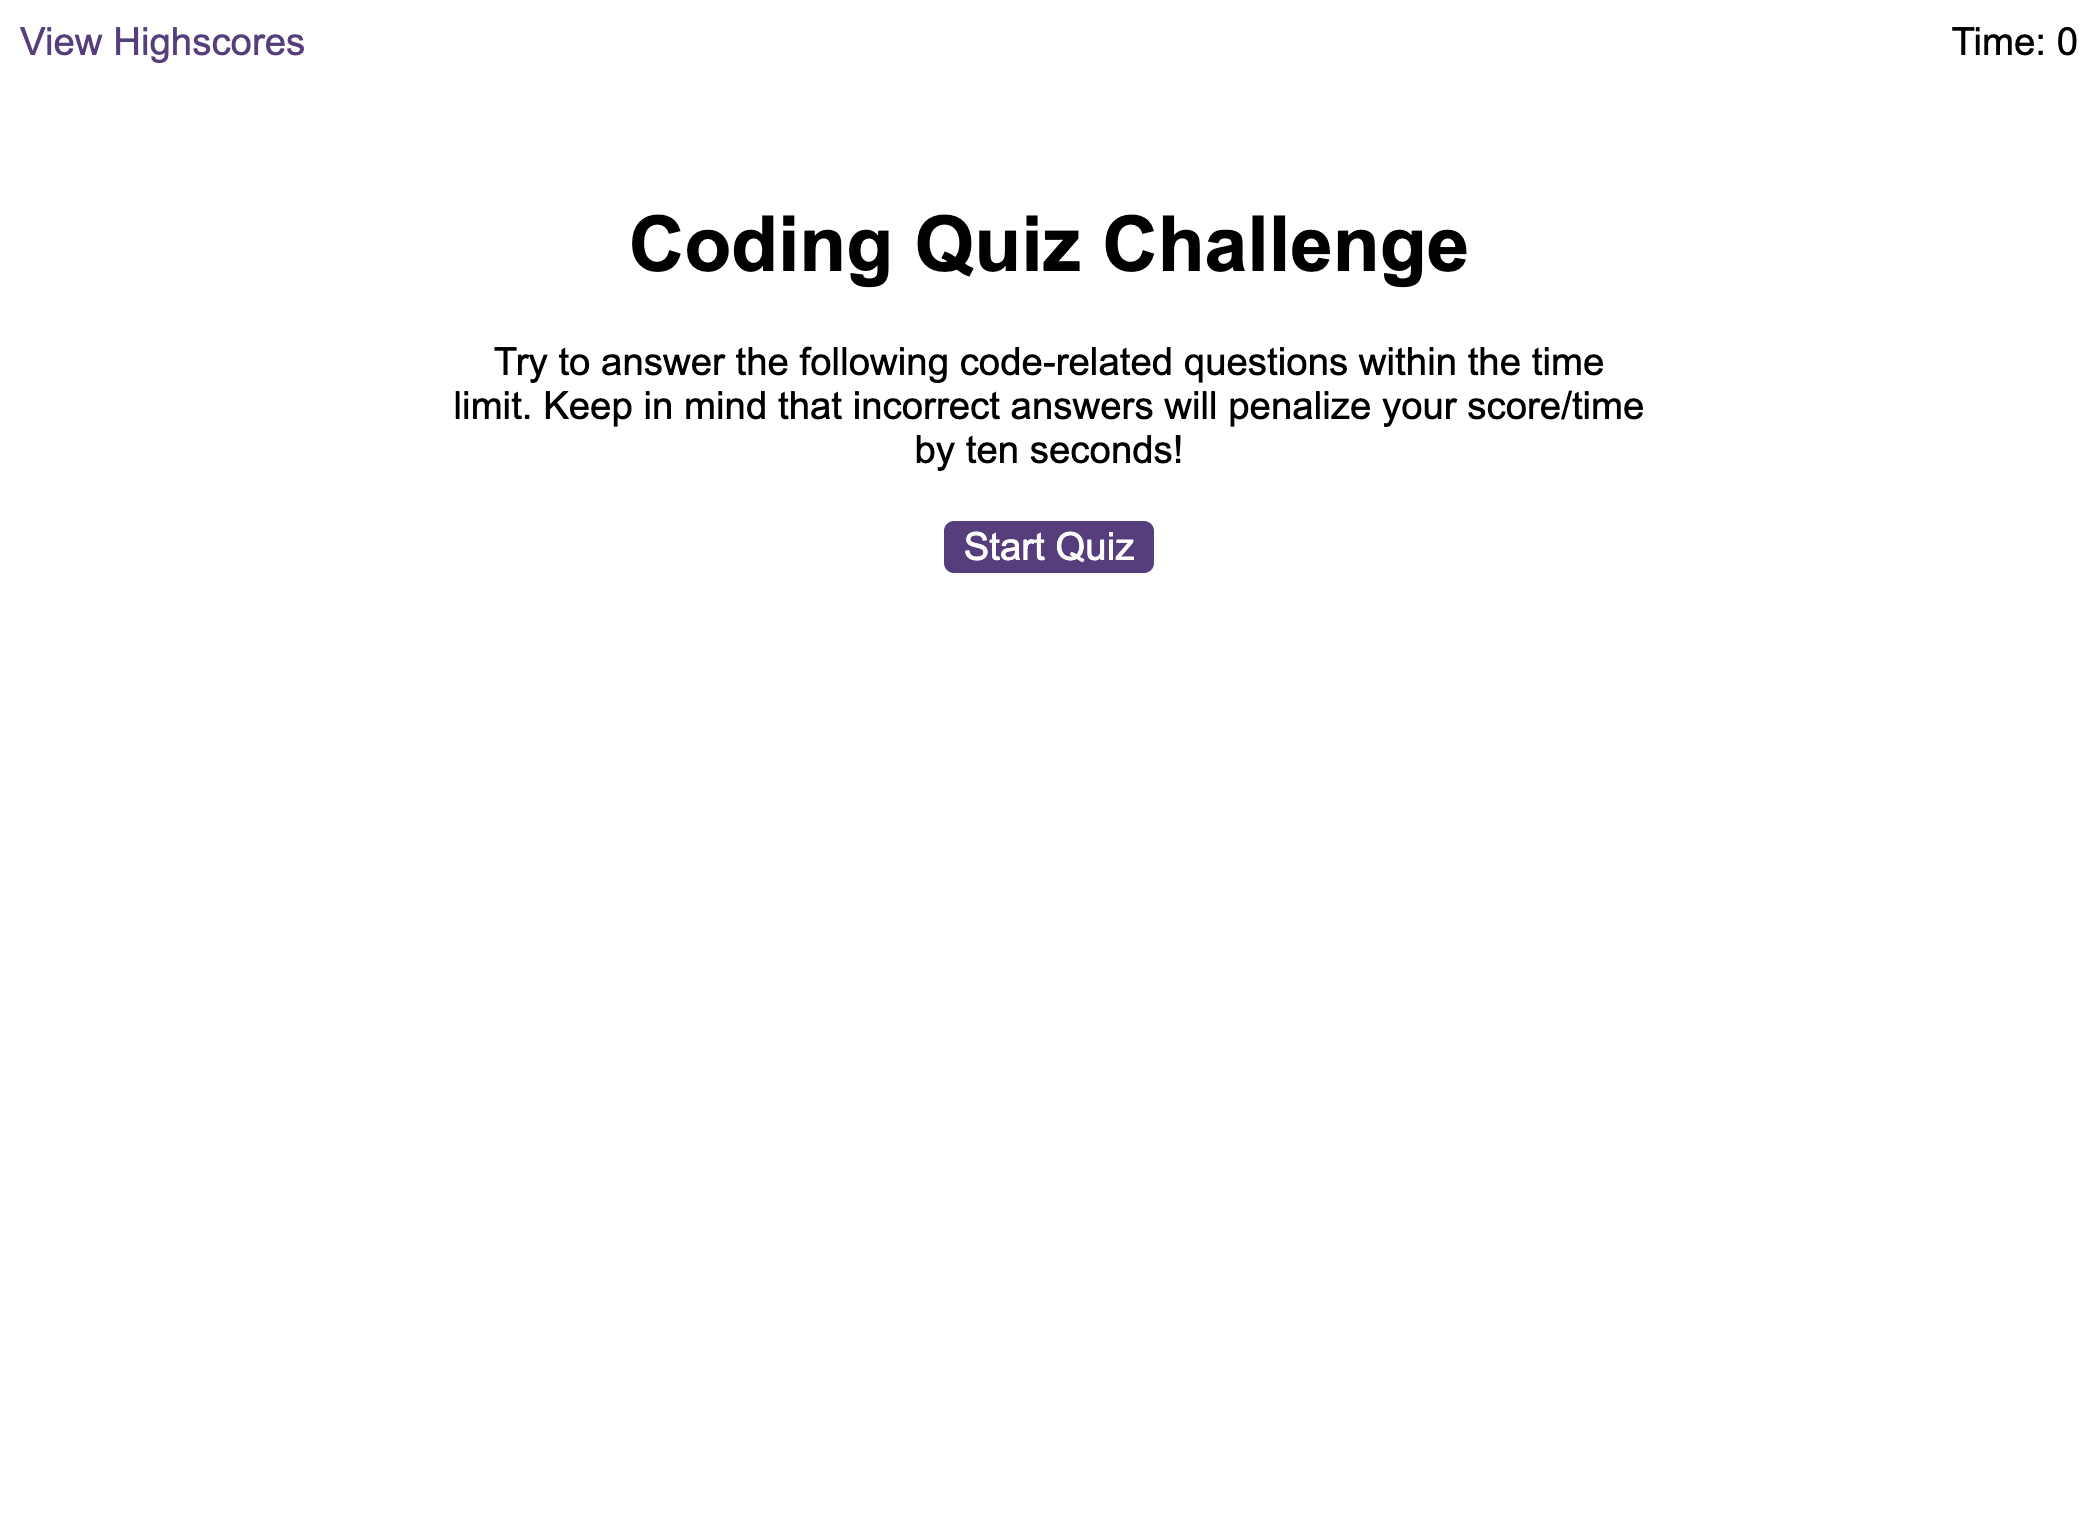 View Highscores
Time: 0
Coding Quiz Challenge
Try to answer the following code-related questions within the time
limit. Keep in mind that incorrect answers will penalize your score/time
by ten seconds!
Start Quiz